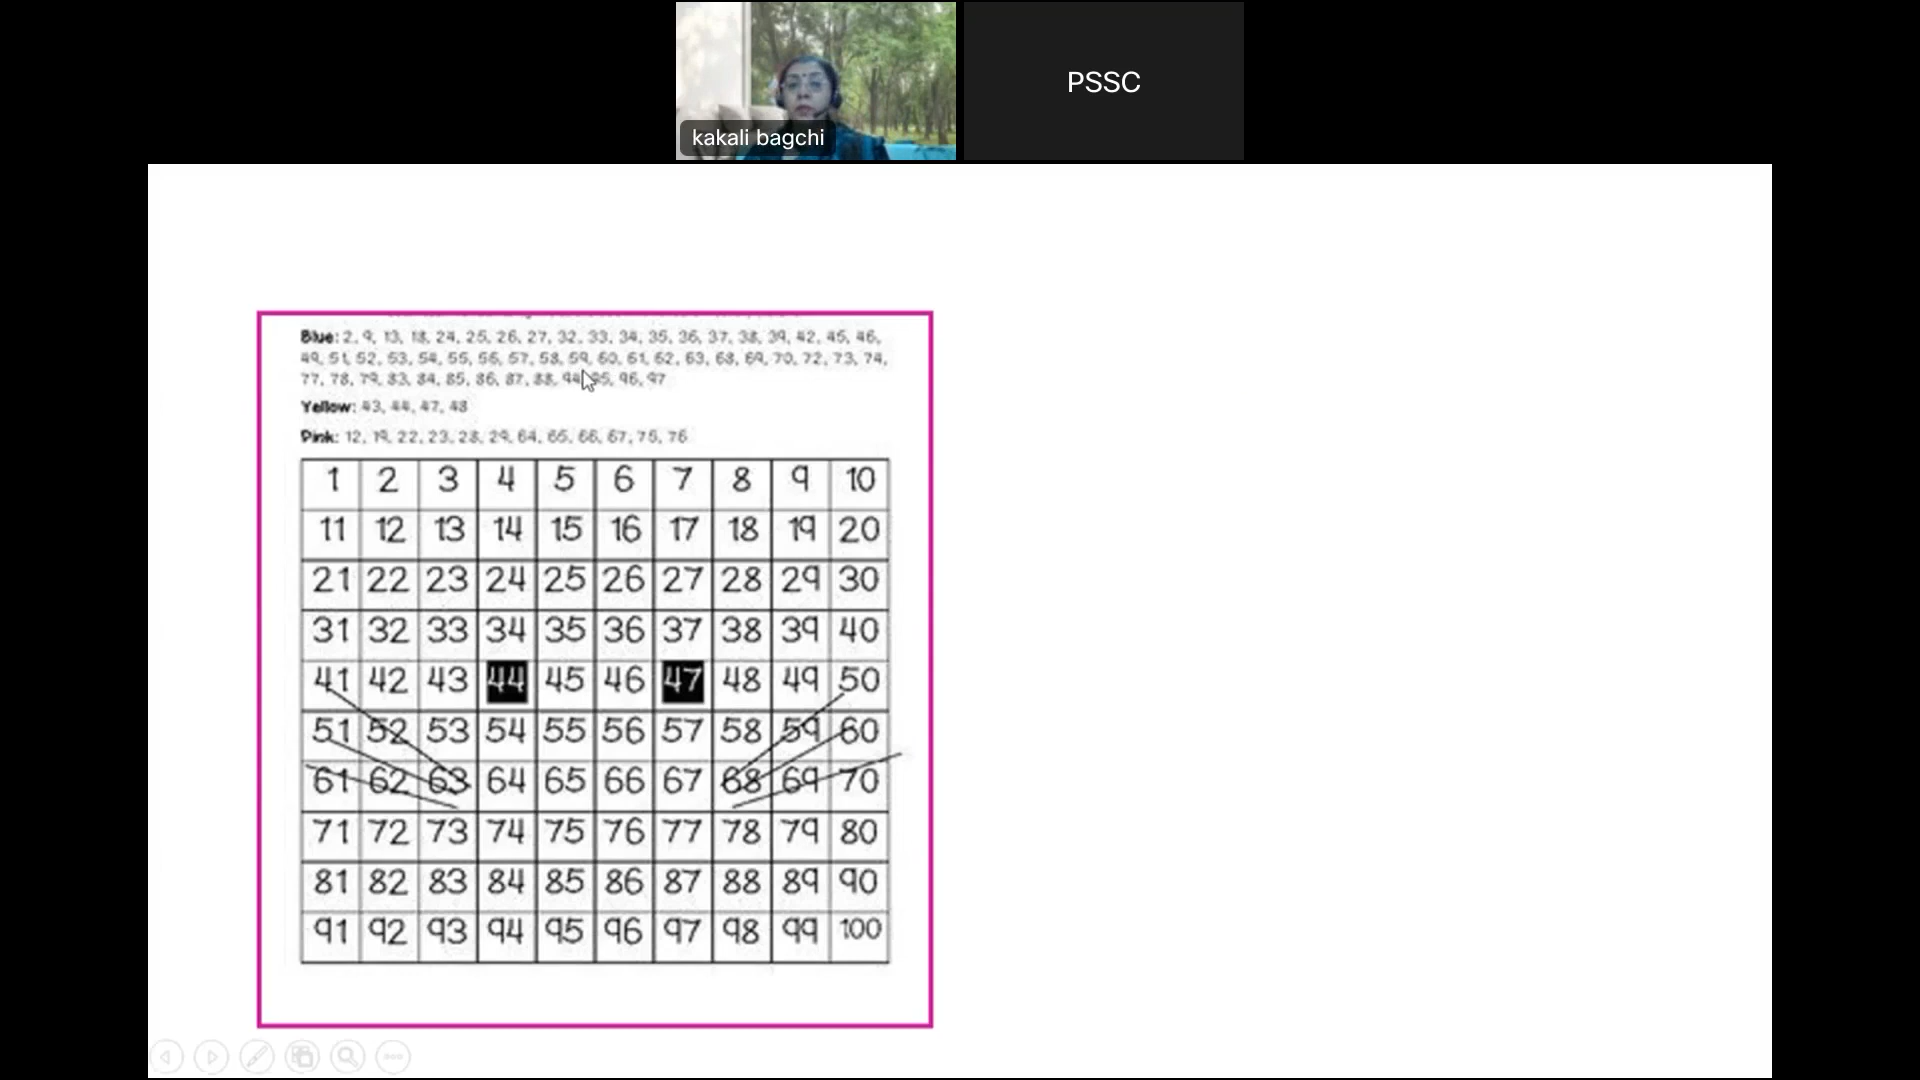 PSSC
kakali bagchi
Blue: 2, 9, 13, 18, 24, 25, 26, 27, 32, 33, 34, 35, 36, 37, 38, 39, 42, 45, 46,
49, 51, 52, 53, 54, 55, 56, 57, 58, 59, 60, 61, 62, 63, 68, 69, 70, 72, 73, 74,
77, 78, 79, 83, 84, 85, 86, 87, 88, 94, 95, 96, 97
Yellow: 43, 44, 47, 48
Pink: 12, 19, 22, 23, 28, 29, 64, 65, 66, 67, 75, 76
1 2 3 4 5 6 7 8 9 10
11 12 13 14 15 16 17 18 19 20
21 22 23 24 25 26 27 28 29 30
31 32 33 34 35 36 37 38 39 40
41 42 43 44 45 46 47 48 49 50
51 52 53 54 55 56 57 58 59 60
61 62 63 64 65 66 67 68 69 70
71 72 73 74 75 76 77 78 79 80
81 82 83 84 85 86 87 88 89 90
91 92 93 94 95 96 97 98 99 100